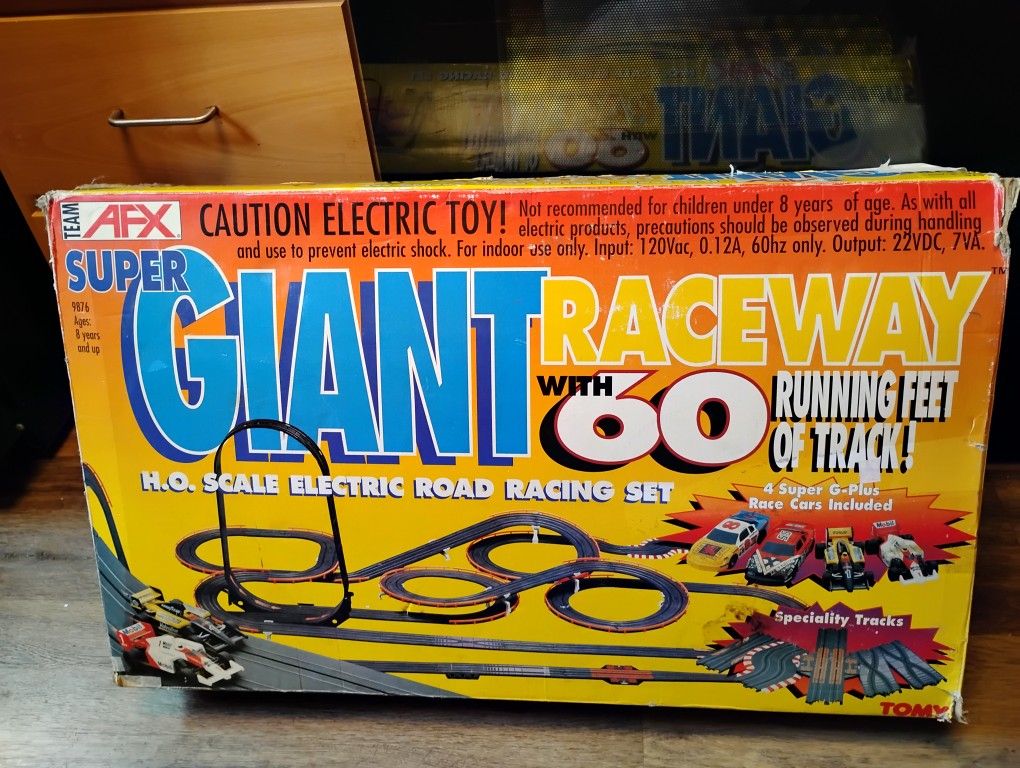 TEAM AFX
CAUTION ELECTRIC TOY!
Not recommended for children under 8 years of age. As with all
electric products, precautions should be observed during handling
and use to prevent electric shock. For indoor use only. Input: 120Vac, 0.12A, 60hz only. Output: 22VDC, 7VA.
SUPER
GIANT RACEWAY™
9876
Ages:
8 years
and up
WITH 60 RUNNING FEET
OF TRACK!
H.O. SCALE ELECTRIC ROAD RACING SET
4 Super G-Plus
Race Cars Included
Mobil
Speciality Tracks
Mobil
TOMY